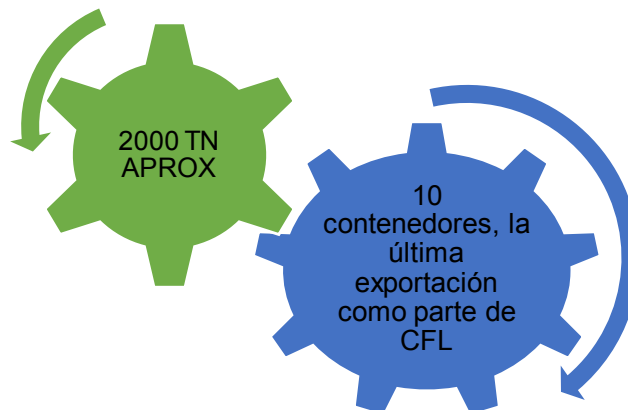 2000 TN
APROX
10
contenedores, la
última
exportación
como parte de
CFL